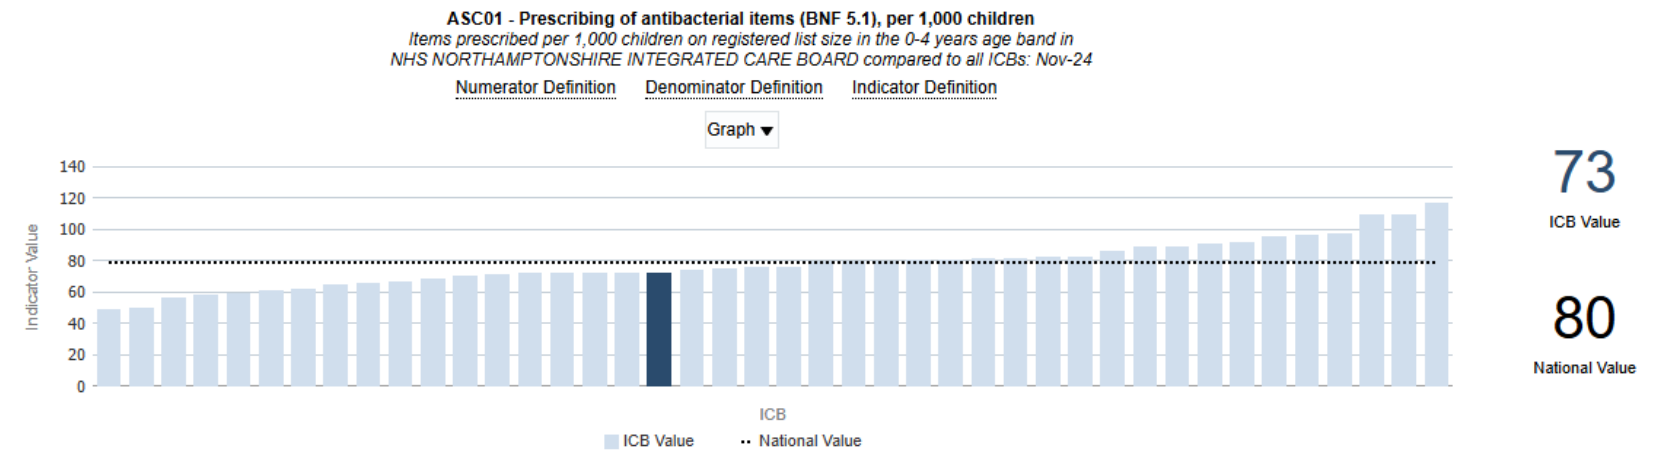 ASC01 - Prescribing of antibacterial items (BNF 5.1), per 1,000 children
Items prescribed per 1,000 children on registered list size in the 0-4 years age band in
NHS NORTHAMPTONSHIRE INTEGRATED CARE BOARD compared to all ICBs: Nov-24
Numerator Definition Denominator Definition Indicator Definition
Graph
140
120
100
80
60
40
20
0
Indicator Value
ICB
ICB Value National Value
73
ICB Value
80
National Value